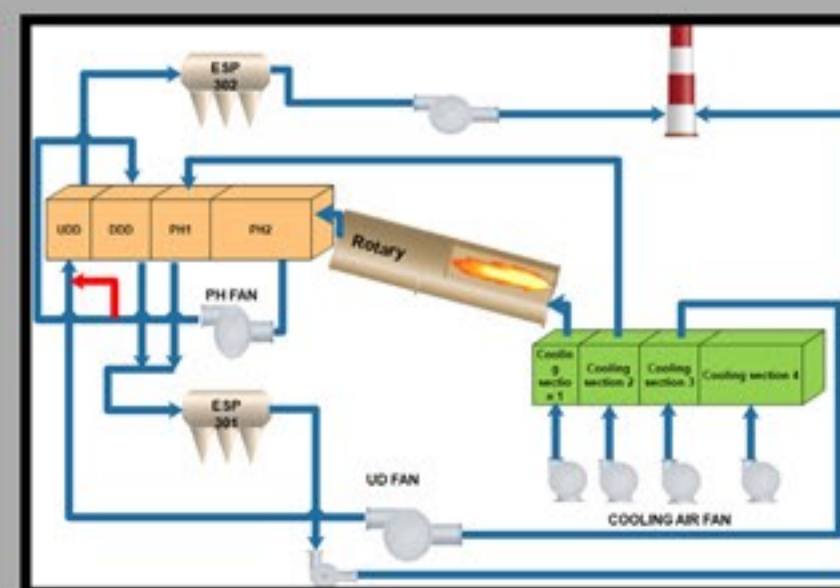 ESP
302
UDD
DDD
PH1
PH2
Rotary
PH FAN
Coolin
g
sectio
n 1
Cooling
section 2
Cooling
section 3
Cooling section 4
ESP
301
UD FAN
COOLING AIR FAN